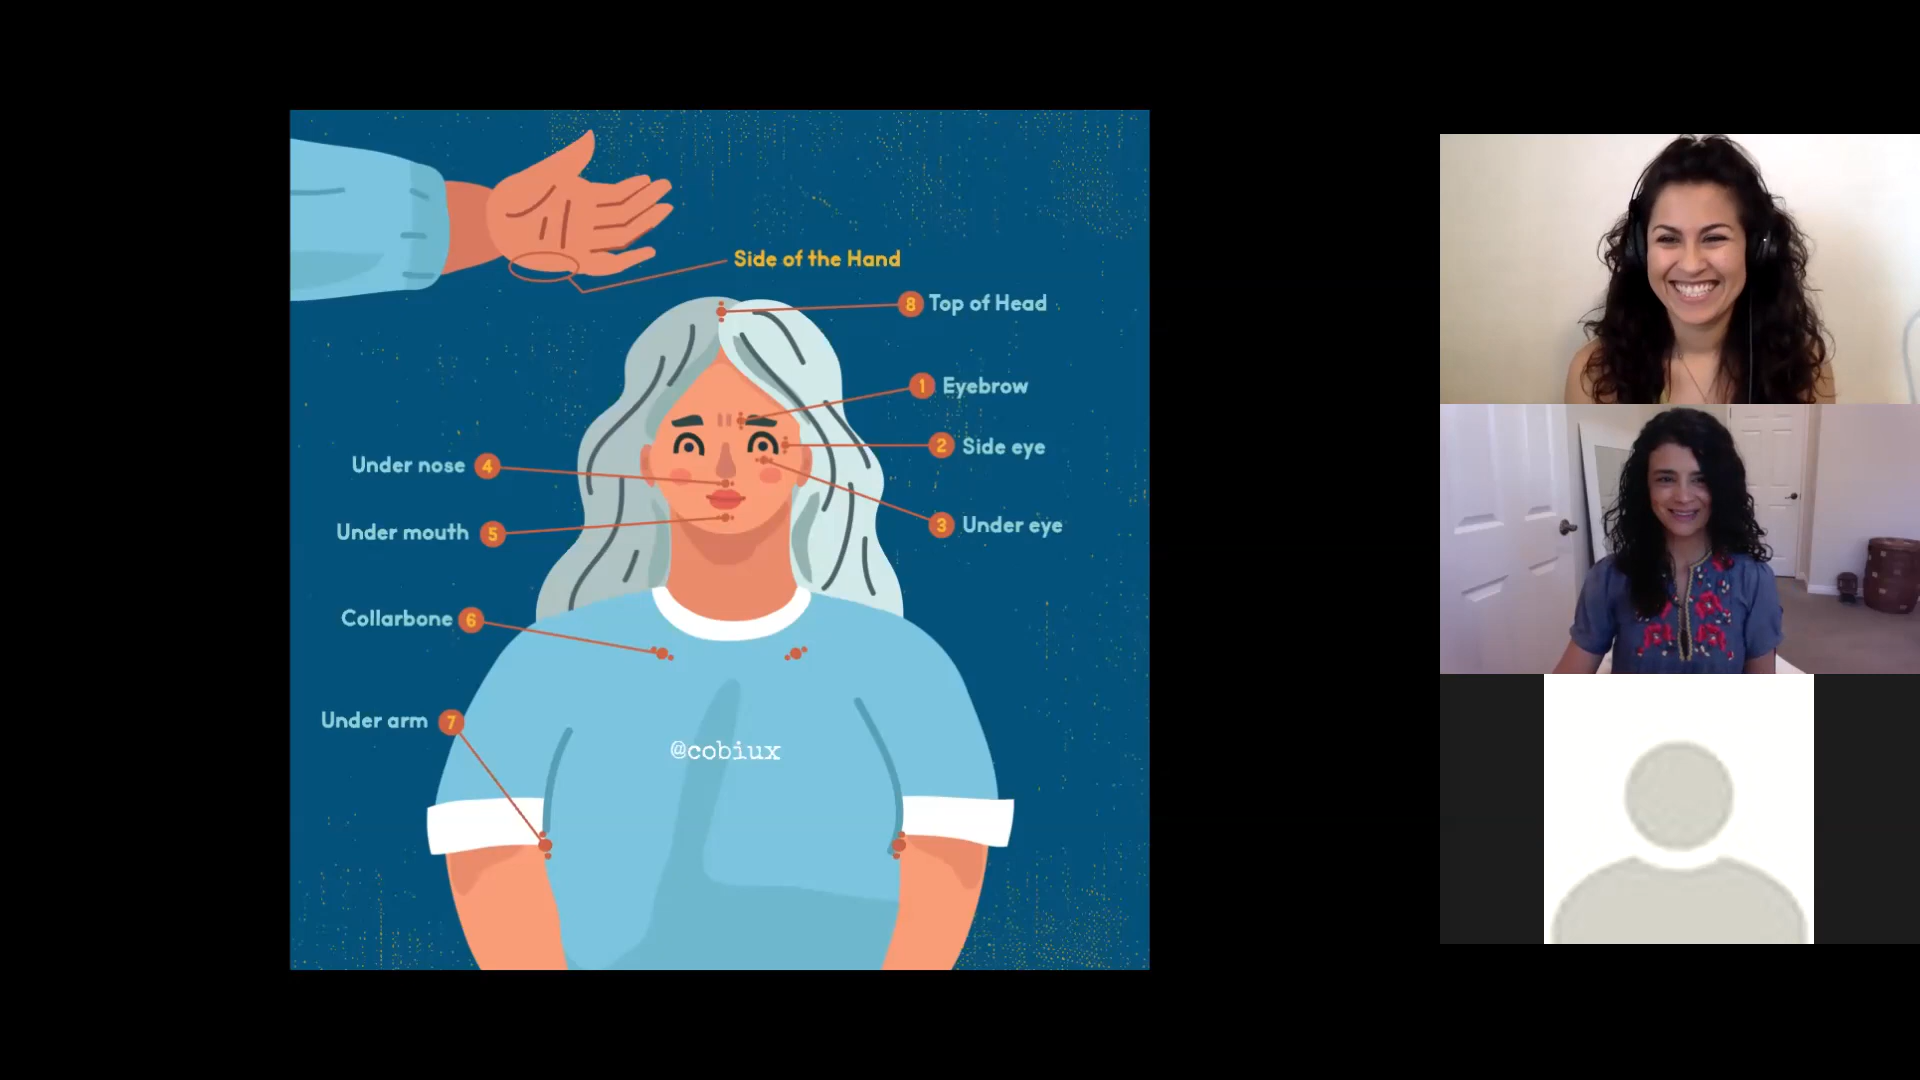 Side of the Hand
8 Top of Head
1 Eyebrow
2 Side eye
Under nose 4
3 Under eye
Under mouth 5
Collarbone 6
Under arm 7
@cobiux